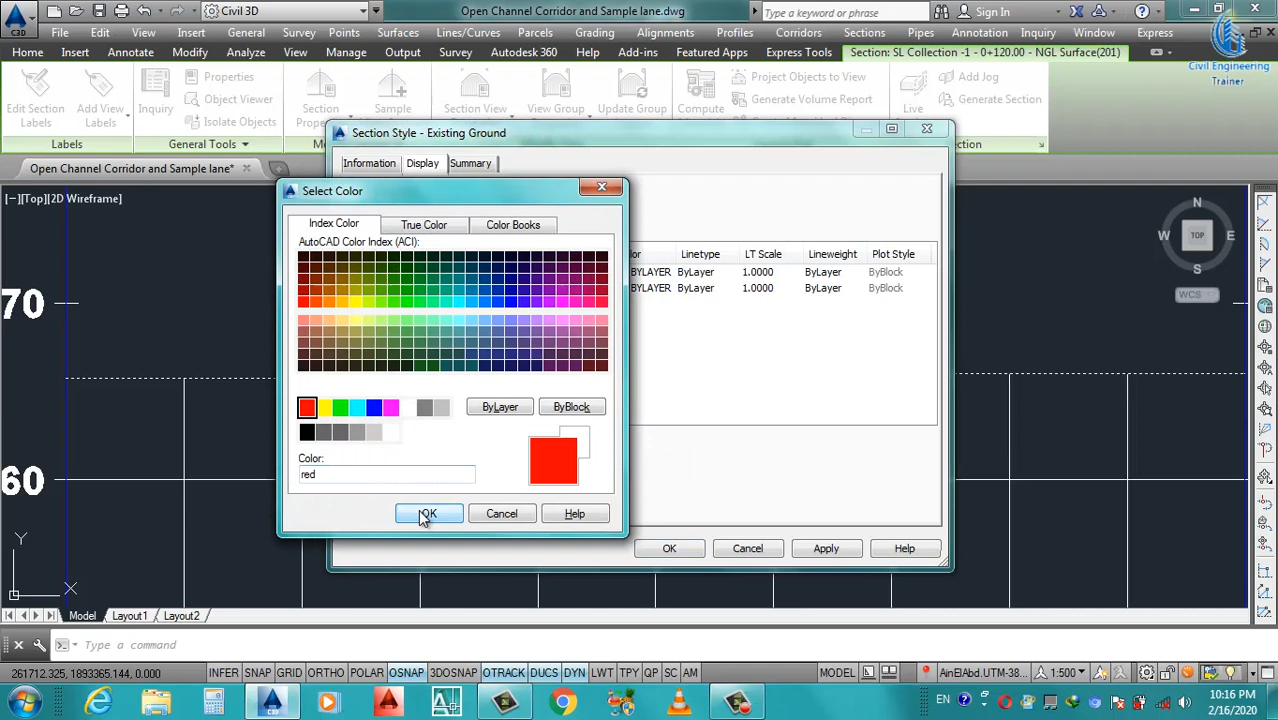 Civil 3D
Open Channel Corridor and Sample lane.dwg
Type a keyword or phrase
Sign In
C3D
File Edit View Insert General Survey Points Surfaces Lines/Curves Parcels Grading Alignments Profiles Corridors Sections Pipes Annotation Inquiry Window Express
Home Insert Annotate Modify Analyze View Manage Output Survey Autodesk 360 Help Add-ins Featured Apps Express Tools Section: SL Collection -1 - 0+120.00 - NGL Surface(201)
Civil Engineering
Trainer
Edit Section
Labels
Add View
Labels
Inquiry
Properties
Object Viewer
Isolate Objects
Section
Sample
Section View
View Group
Update Group
Compute
Project Objects to View
Generate Volume Report
Live
Add Jog
Generate Section
Labels
General Tools
Open Channel Corridor and Sample lane*
Section Style - Existing Ground
Information Display Summary
[−][Top][2D Wireframe]
Select Color
Index Color True Color Color Books
AutoCAD Color Index (ACI):
Linetype LT Scale Lineweight Plot Style
BYLAYER ByLayer 1.0000 ByLayer ByBlock
BYLAYER ByLayer 1.0000 ByLayer ByBlock
N
W TOP E
S
WCS
70
60
ByLayer ByBlock
Color:
red
OK Cancel Help
OK Cancel Apply Help
Y
X
Model Layout1 Layout2
Type a command
261712.325, 1893365.144, 0.000
INFER SNAP GRID ORTHO POLAR OSNAP 3DOSNAP OTRACK DUCS DYN LWT TPY QP SC AM
MODEL
AinElAbd.UTM-38
1:500
C3D
EN
10:16 PM
2/16/2020